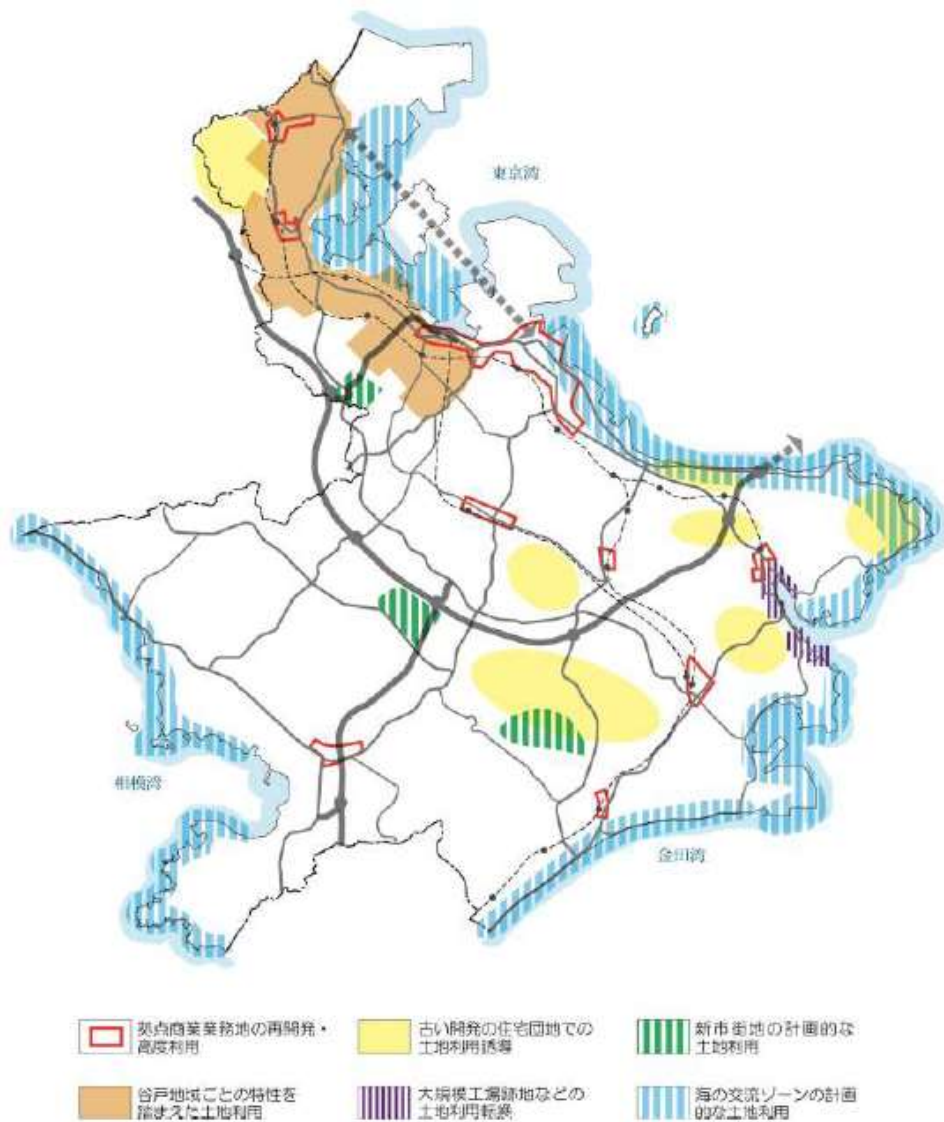 東京湾
相模湾
金田湾
拠点商業業務地の再開発・
高度利用
古い開発の住宅団地での
土地利用誘導
新市街地の計画的な
土地利用
谷戸地域ごとの特性を
踏まえた土地利用
大規模工場跡地などの
土地利用転換
海の交流ゾーンの計画
的な土地利用